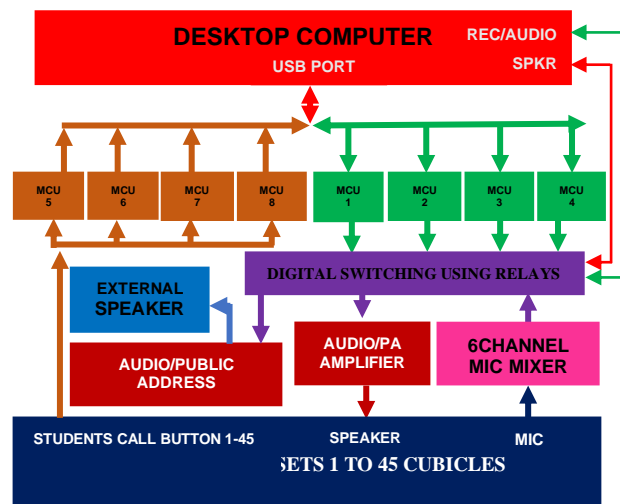 DESKTOP COMPUTER
REC/AUDIO
USB PORT
SPKR
MCU
5
MCU
6
MCU
7
MCU
8
MCU
1
MCU
2
MCU
3
MCU
4
DIGITAL SWITCHING USING RELAYS
EXTERNAL
SPEAKER
AUDIO/PUBLIC
ADDRESS
AUDIO/PA
AMPLIFIER
6CHANNEL
MIC MIXER
STUDENTS CALL BUTTON 1-45
SPEAKER
MIC
SETS 1 TO 45 CUBICLES